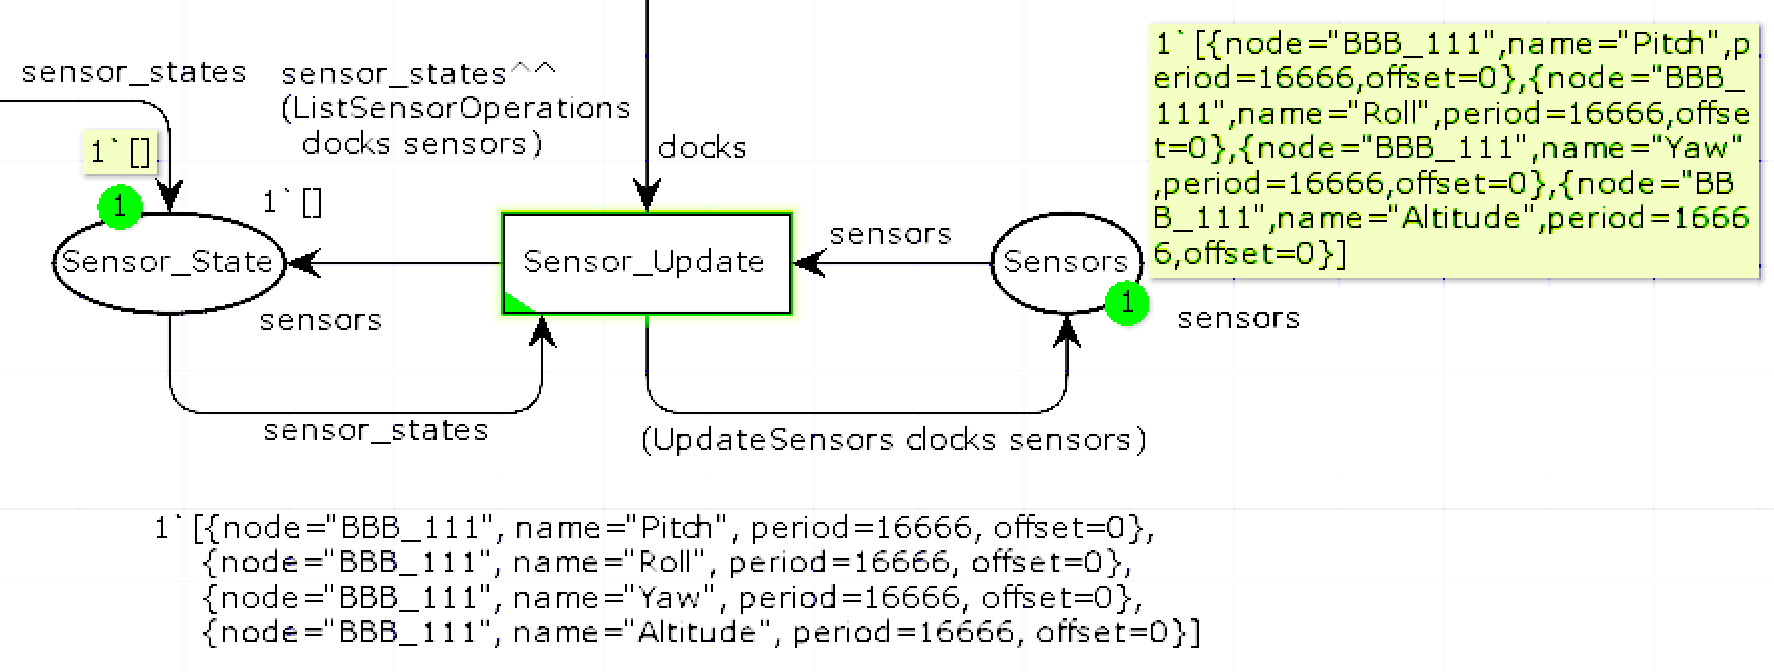 sensor_states
sensor_states^^
(ListSensorOperations
clocks sensors)
clocks
1`[]
1
1`[]
Sensor_State
sensors
Sensor_Update
sensors
Sensors
1
sensors
1`[{node="BBB_111",name="Pitch",p
eriod=16666,offset=0},{node="BBB_
111",name="Roll",period=16666,offse
t=0},{node="BBB_111",name="Yaw"
,period=16666,offset=0},{node="BB
B_111",name="Altitude",period=1666
6,offset=0}]
sensor_states
(UpdateSensors clocks sensors)
1`[{node="BBB_111", name="Pitch", period=16666, offset=0},
{node="BBB_111", name="Roll", period=16666, offset=0},
{node="BBB_111", name="Yaw", period=16666, offset=0},
{node="BBB_111", name="Altitude", period=16666, offset=0}]